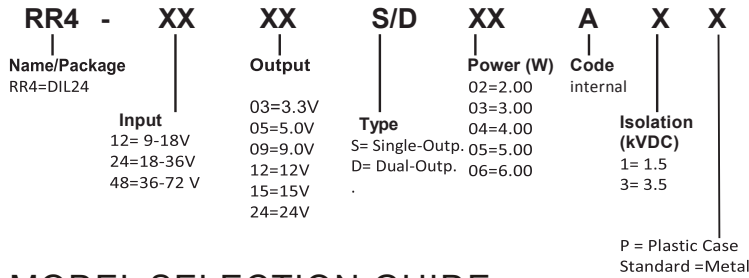 RR4 - XX XX S/D XX A X X
Name/Package
RR4=DIL24
Input
12= 9-18V
24=18-36V
48=36-72 V
Output
03=3.3V
05=5.0V
09=9.0V
12=12V
15=15V
24=24V
Type
S= Single-Outp.
D= Dual-Outp.
.
Power (W)
02=2.00
03=3.00
04=4.00
05=5.00
06=6.00
Code
internal
Isolation
(kVDC)
1= 1.5
3= 3.5
P = Plastic Case
Standard =Metal
MODEL SELECTION GUIDE